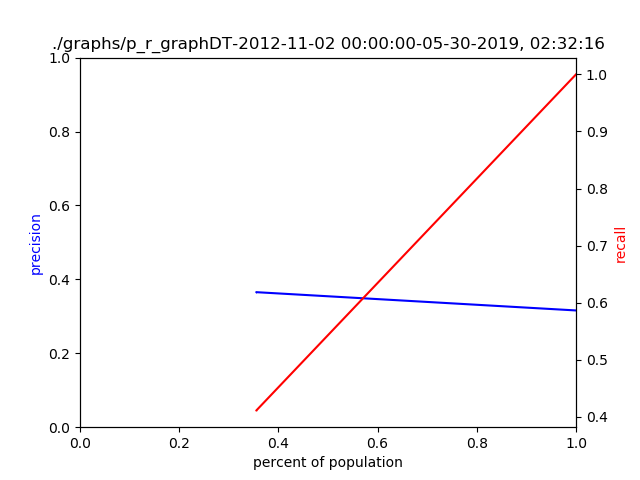 ./graphs/p_r_graphDT-2012-11-02 00:00:00-05-30-2019, 02:32:16
1.0
0.8
0.6
0.4
0.2
0.0
precision
0.0 0.2 0.4 0.6 0.8 1.0
percent of population
1.0
0.9
0.8
0.7
0.6
0.5
0.4
recall